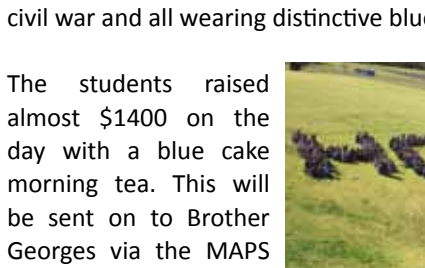 civil war and all wearing distinctive blue
The students raised
almost $1400 on the
day with a blue cake
morning tea. This will
be sent on to Brother
Georges via the MAPS